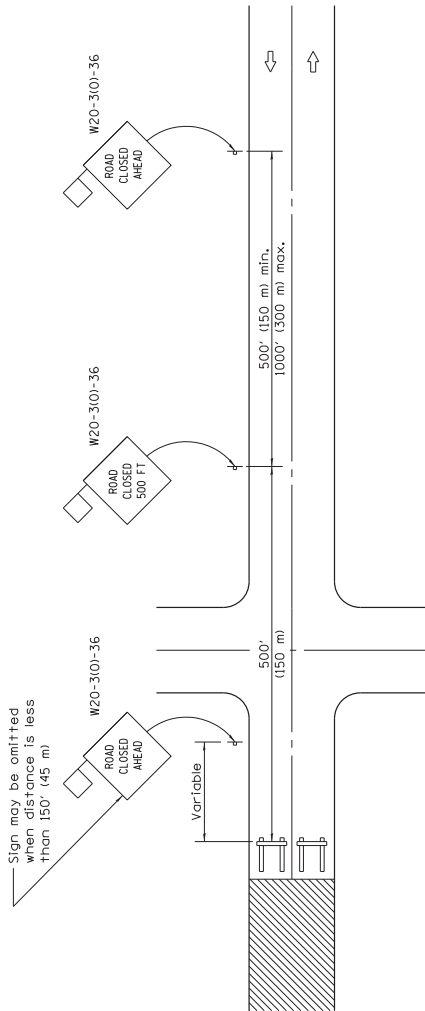 Sign may be omitted
when distance is less
than 150' (45 m)
ROAD
CLOSED
AHEAD
W20-3(O)-36
Variable
ROAD
CLOSED
500 FT
W20-3(O)-36
500'
(150 m)
ROAD
CLOSED
AHEAD
W20-3(O)-36
500' (150 m) min.
1000' (300 m) max.